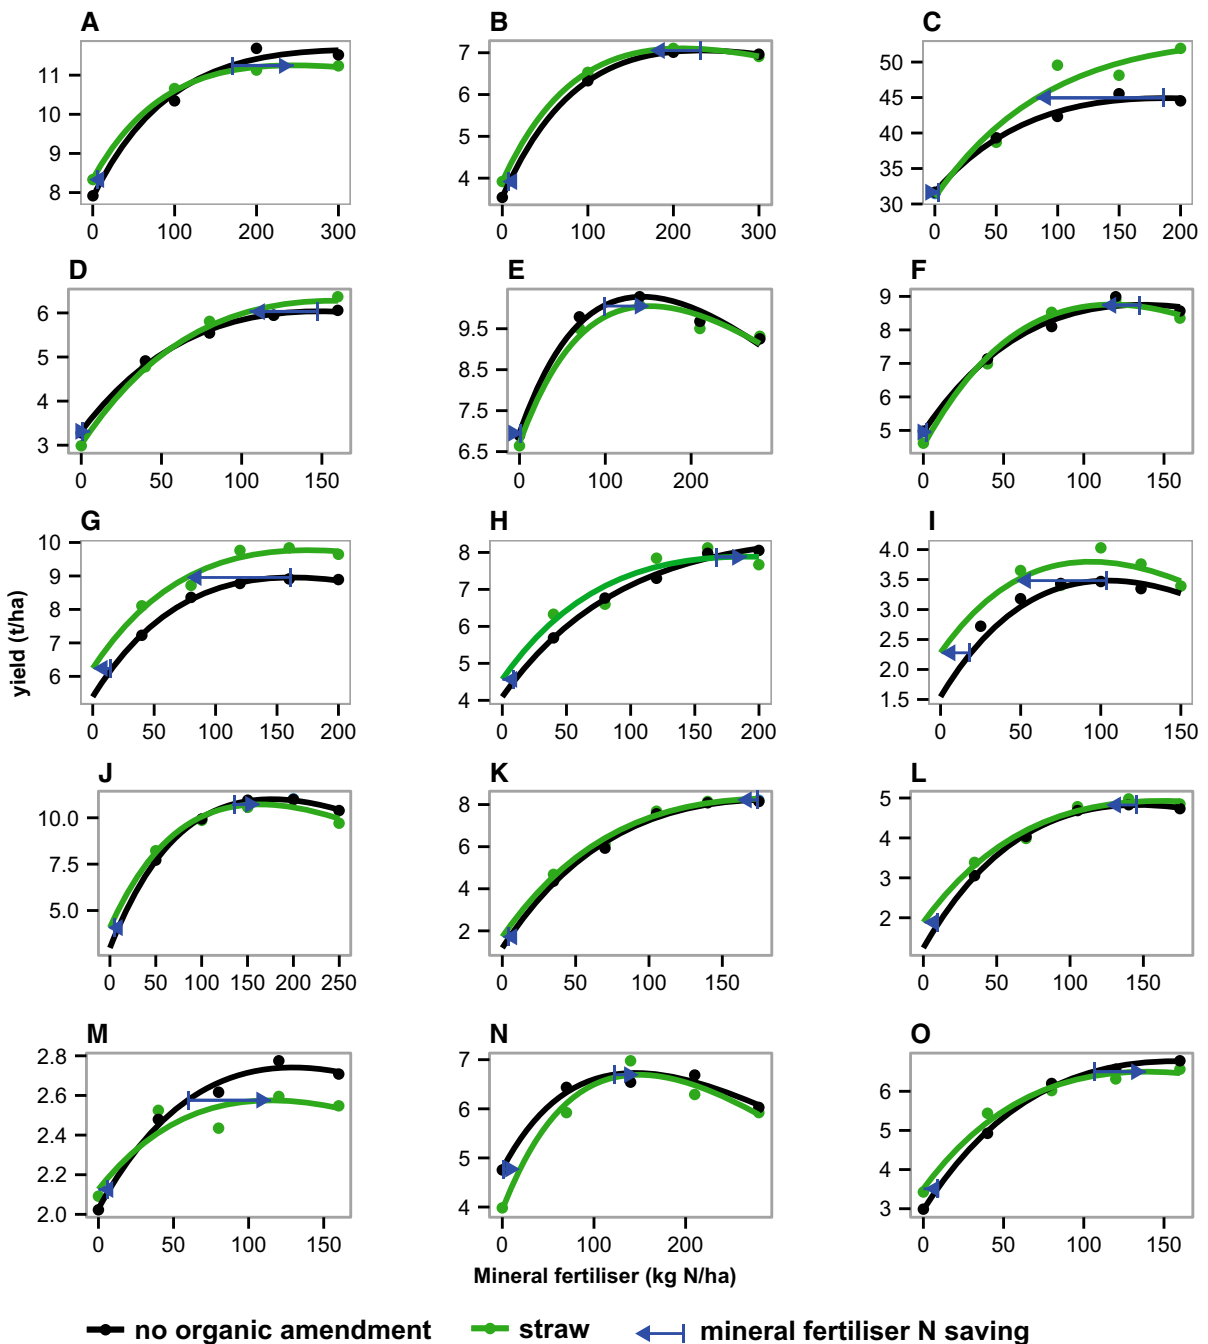 A B C
11 10 9 8
0 100 200 300
7 6 5 4
0 100 200 300
50 45 40 35 30
0 50 100 150 200
D E F
6 5 4 3
0 50 100 150
9.5 8.5 7.5 6.5
0 100 200
9 8 7 6 5
0 50 100 150
G H I
10 9 8 7 6
0 40 80 120 160 200
8 7 6 5 4
0 40 80 120 160 200
4.0 3.5 3.0 2.5 2.0 1.5
0 50 100 150
yield (t/ha)
J K L
10.0 7.5 5.0
0 50 100 150 200 250
8 6 4 2
0 50 100 150
5 4 3 2
0 50 100 150
M N O
2.8 2.6 2.4 2.2 2.0
0 50 100 150
7 6 5 4
0 100 200
6 5 4 3
0 50 100 150
Mineral fertiliser (kg N/ha)
no organic amendment straw mineral fertiliser N saving